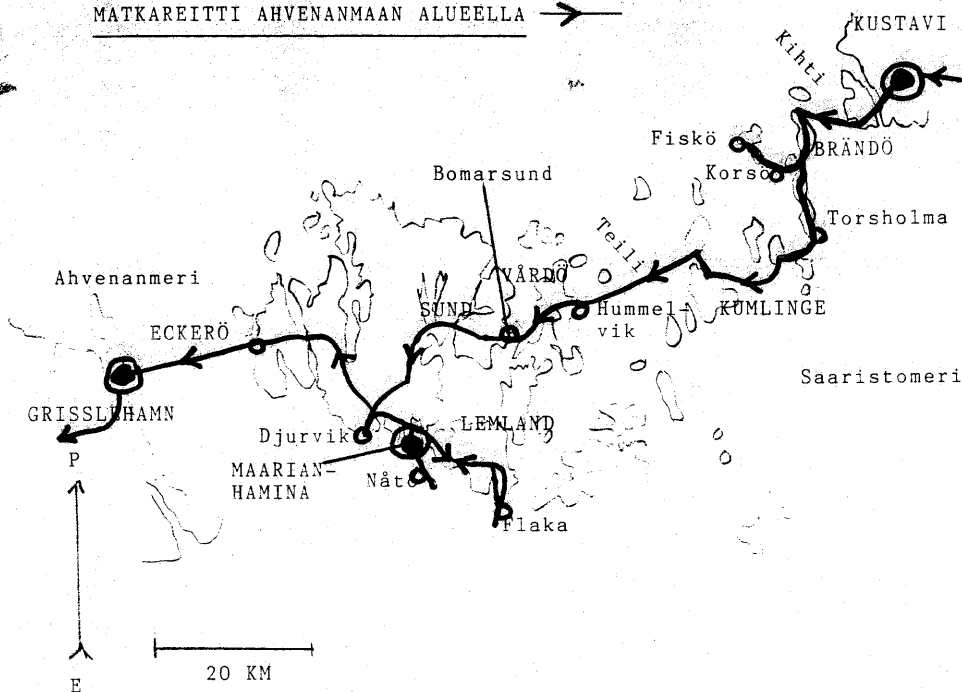 MATKAREITTI AHVENANMAAN ALUEELLA
KUSTAVI
Kihti
Fiskö
BRÄNDÖ
Korsö
Bomarsund
Torsholma
Teili
Ahvenanmeri
VÅRDÖ
SUND
Hummel-
vik
KUMLINGE
ECKERÖ
Saaristomeri
GRISSLEHAMN
LEMLAND
Djurvik
P
MAARIAN-
HAMINA
Nåtö
Flaka
20 KM
E